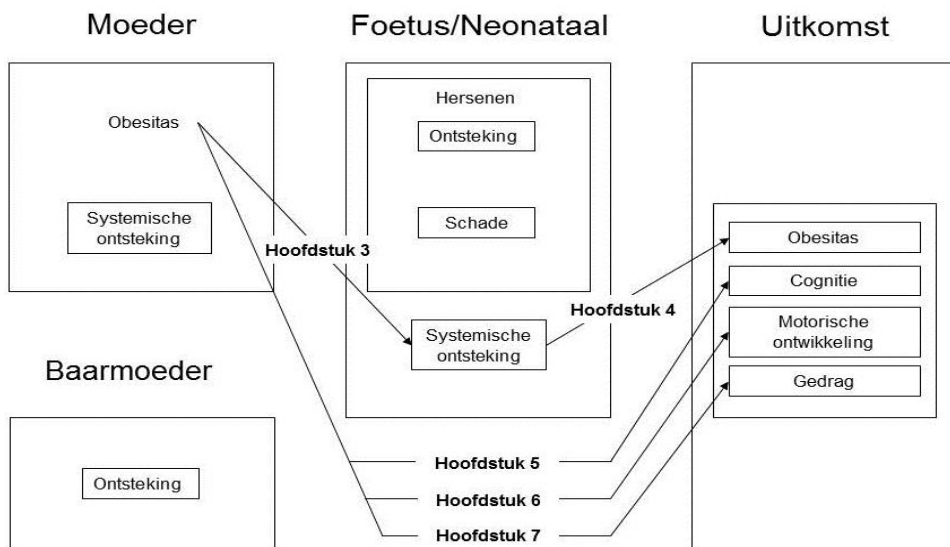 Moeder
Foetus/Neonataal
Uitkomst
Obesitas
Systemische
ontsteking
Hersenen
Ontsteking
Schade
Hoofdstuk 3
Systemische
ontsteking
Hoofdstuk 4
Obesitas
Cognitie
Motorische
ontwikkeling
Gedrag
Baarmoeder
Ontsteking
Hoofdstuk 5
Hoofdstuk 6
Hoofdstuk 7